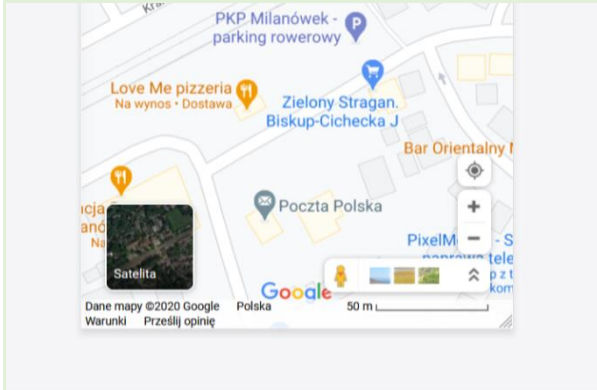 PKP Milanówek -
parking rowerowy
Love Me pizzeria
Na wynos • Dostawa
Zielony Stragan.
Biskup-Cichecka J
Bar Orientalny
Poczta Polska
PixelM - S
Satelita
Google
Dane mapy ©2020 Google Polska 50 m
Warunki Prześlij opinię